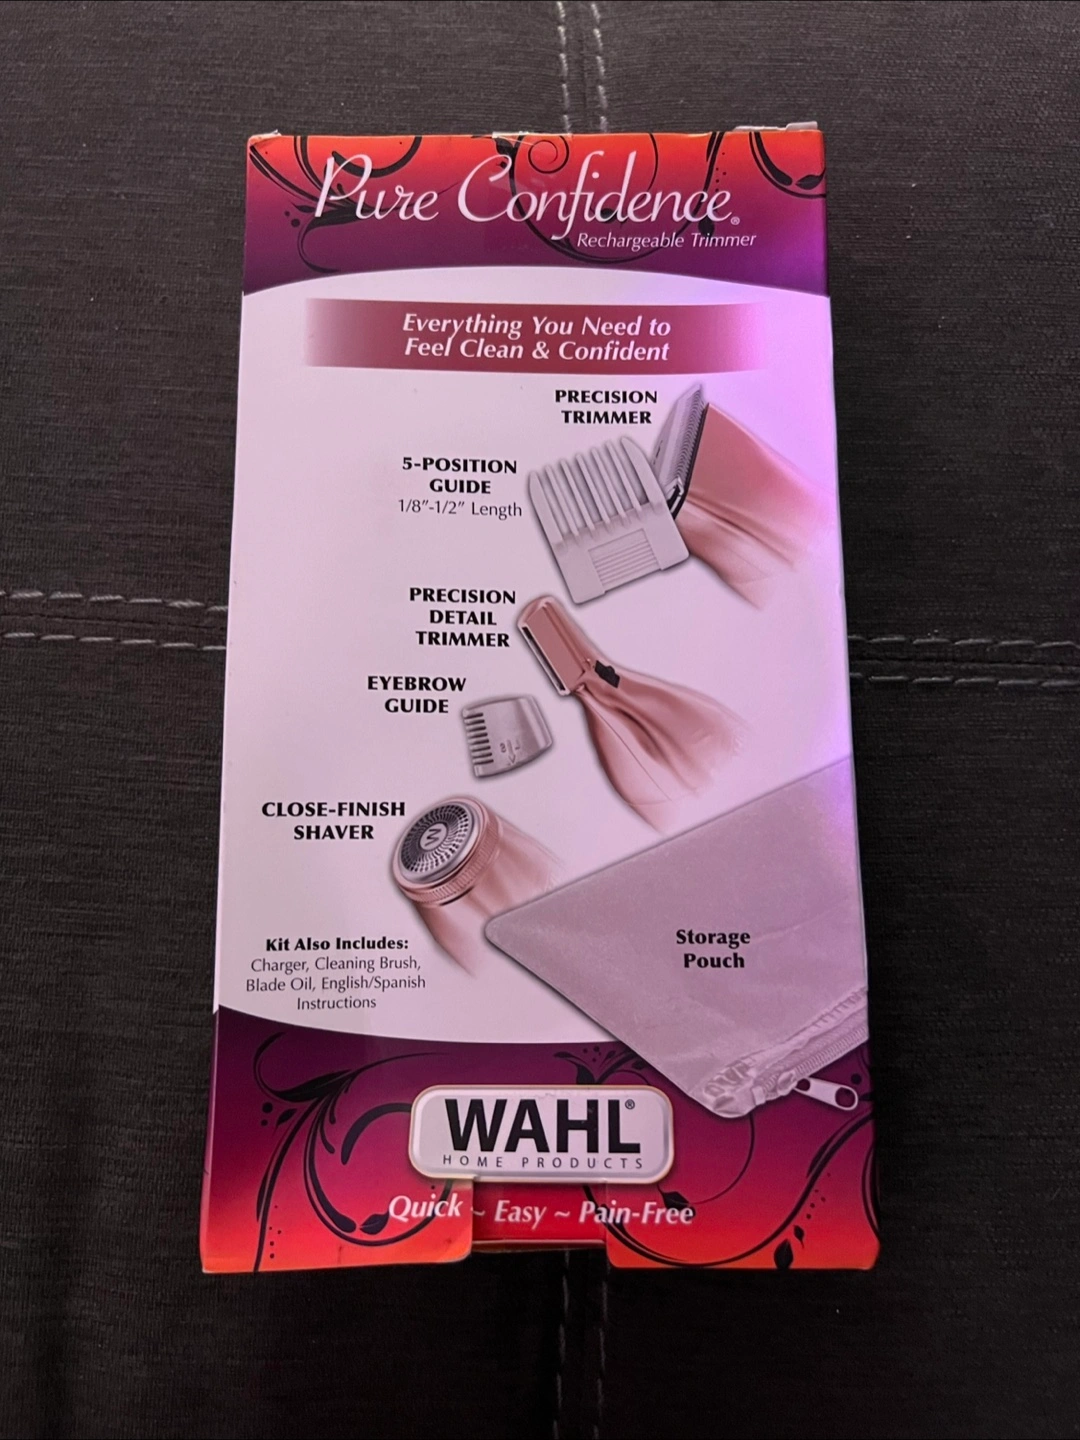 Pure Confidence®
Rechargeable Trimmer
Everything You Need to
Feel Clean & Confident
PRECISION
TRIMMER
5-POSITION
GUIDE
1/8"-1/2" Length
PRECISION
DETAIL
TRIMMER
EYEBROW
GUIDE
CLOSE-FINISH
SHAVER
Kit Also Includes:
Charger, Cleaning Brush,
Blade Oil, English/Spanish
Instructions
Storage
Pouch
WAHL®
HOME PRODUCTS
Quick ~ Easy ~ Pain-Free